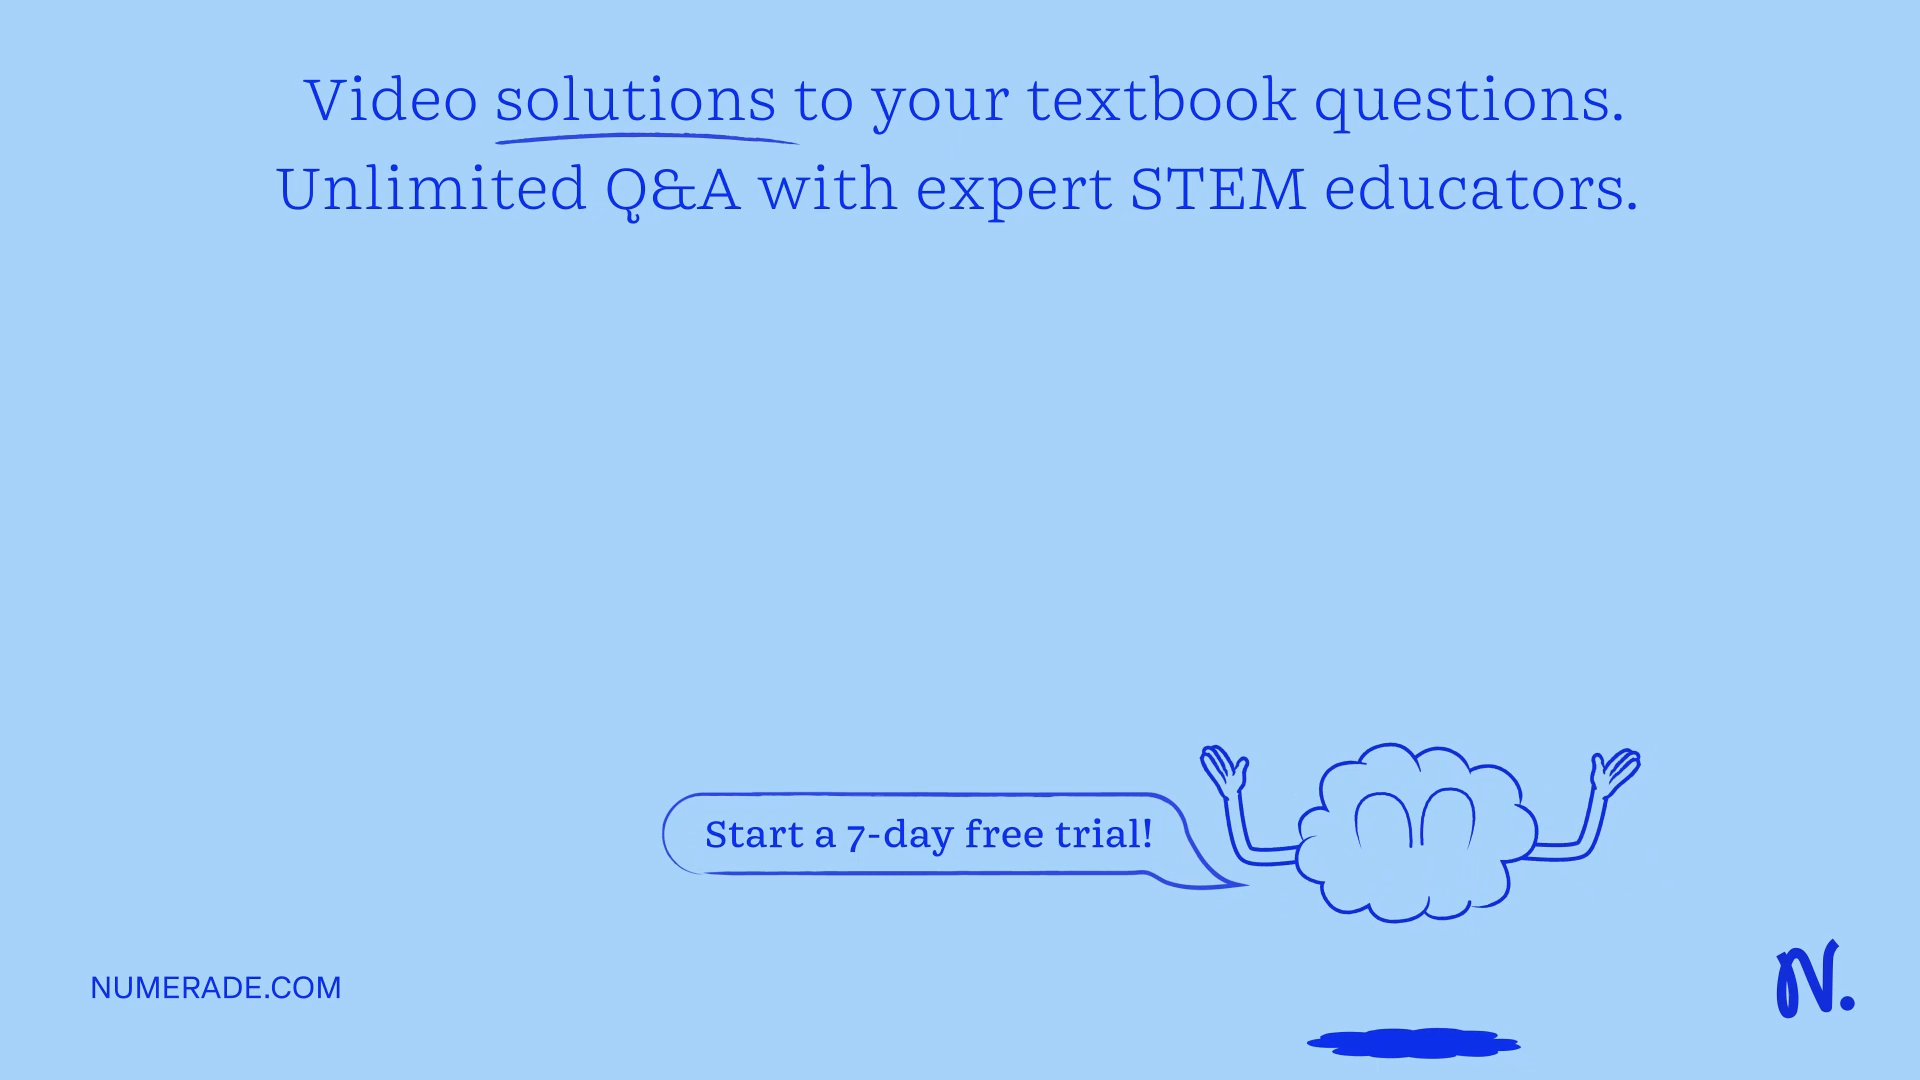 Video solutions to your textbook questions.
Unlimited Q&A with expert STEM educators.
Start a 7-day free trial!
NUMERADE.COM
N.